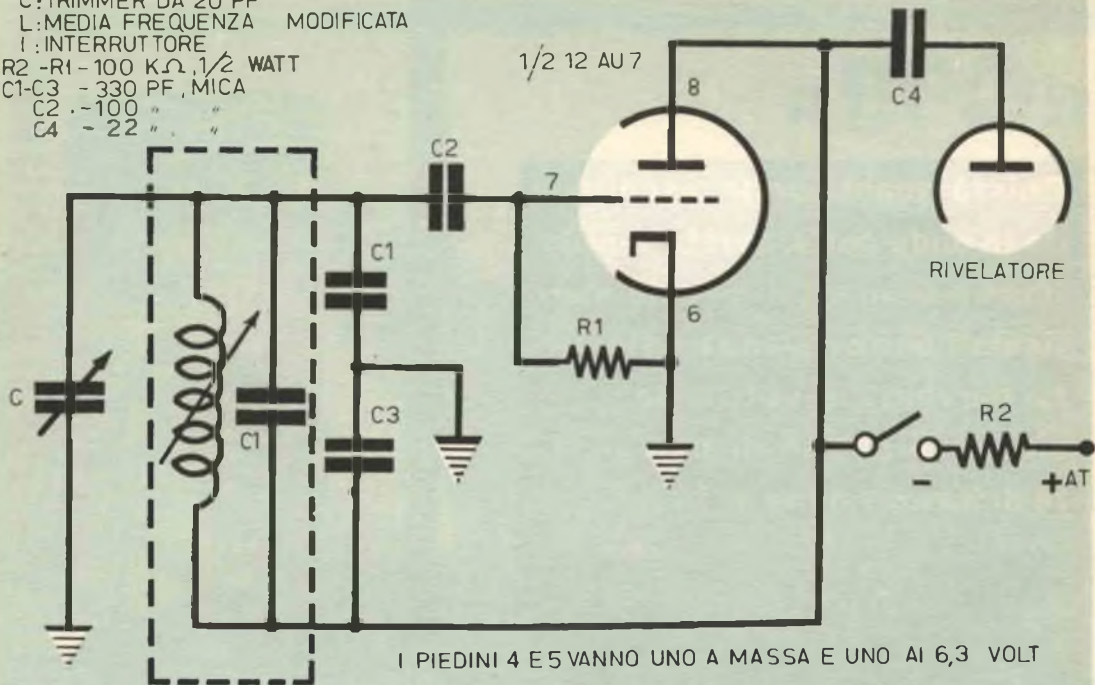 C:TRIMMER DA 20 PF
L:MEDIA FREQUENZA MODIFICATA
I:INTERRUTTORE
R2-R1-100 KΩ,1/2 WATT
C1-C3 -330 PF,MICA
C2.-100 " "
C4 -22 " . "
1/2 12 AU7
8
C4
C2
7
C1
RIVELATORE
6
R1
C
C1
C3
R2
-
+AT
I PIEDINI 4 E 5 VANNO UNO A MASSA E UNO AI 6,3 VOLT